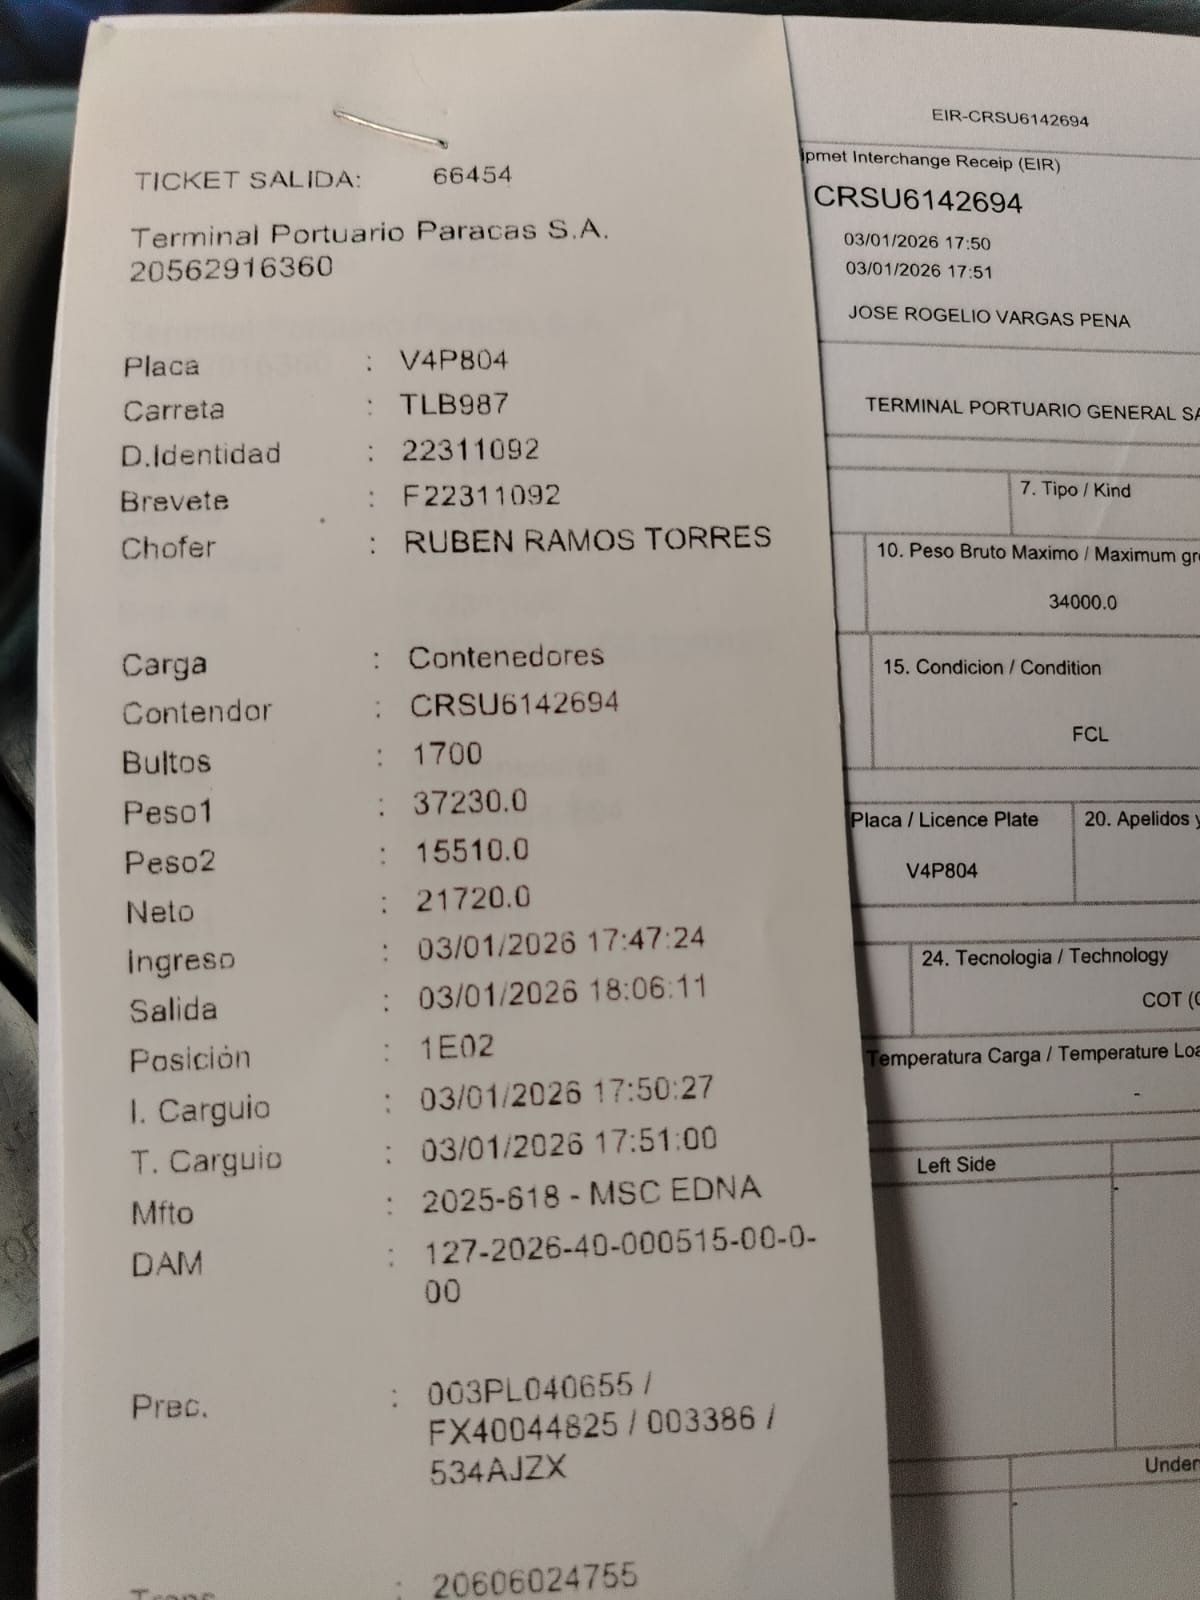 TICKET SALIDA: 66454
Terminal Portuario Paracas S.A.
20562916360
Placa : V4P804
Carreta : TLB987
D.Identidad : 22311092
Brevete : F22311092
Chofer : RUBEN RAMOS TORRES
Carga : Contenedores
Contendor : CRSU6142694
Bultos : 1700
Peso1 : 37230.0
Peso2 : 15510.0
Neto : 21720.0
Ingreso : 03/01/2026 17:47:24
Salida : 03/01/2026 18:06:11
Posición : 1E02
I. Carguio : 03/01/2026 17:50:27
T. Carguio : 03/01/2026 17:51:00
Mfto : 2025-618 - MSC EDNA
DAM : 127-2026-40-000515-00-0-
00
Prec. : 003PL040655 /
FX40044825 / 003386 /
534AJZX
: 20606024755
EIR-CRSU6142694
Interchange Receip (EIR)
CRSU6142694
03/01/2026 17:50
03/01/2026 17:51
JOSE ROGELIO VARGAS PENA
TERMINAL PORTUARIO GENERAL SA
7. Tipo / Kind
10. Peso Bruto Maximo / Maximum gr
34000.0
15. Condicion / Condition
FCL
Placa / Licence Plate
20. Apelidos y
V4P804
24. Tecnologia / Technology
COT (
Temperatura Carga / Temperature Loa
-
Left Side
Under